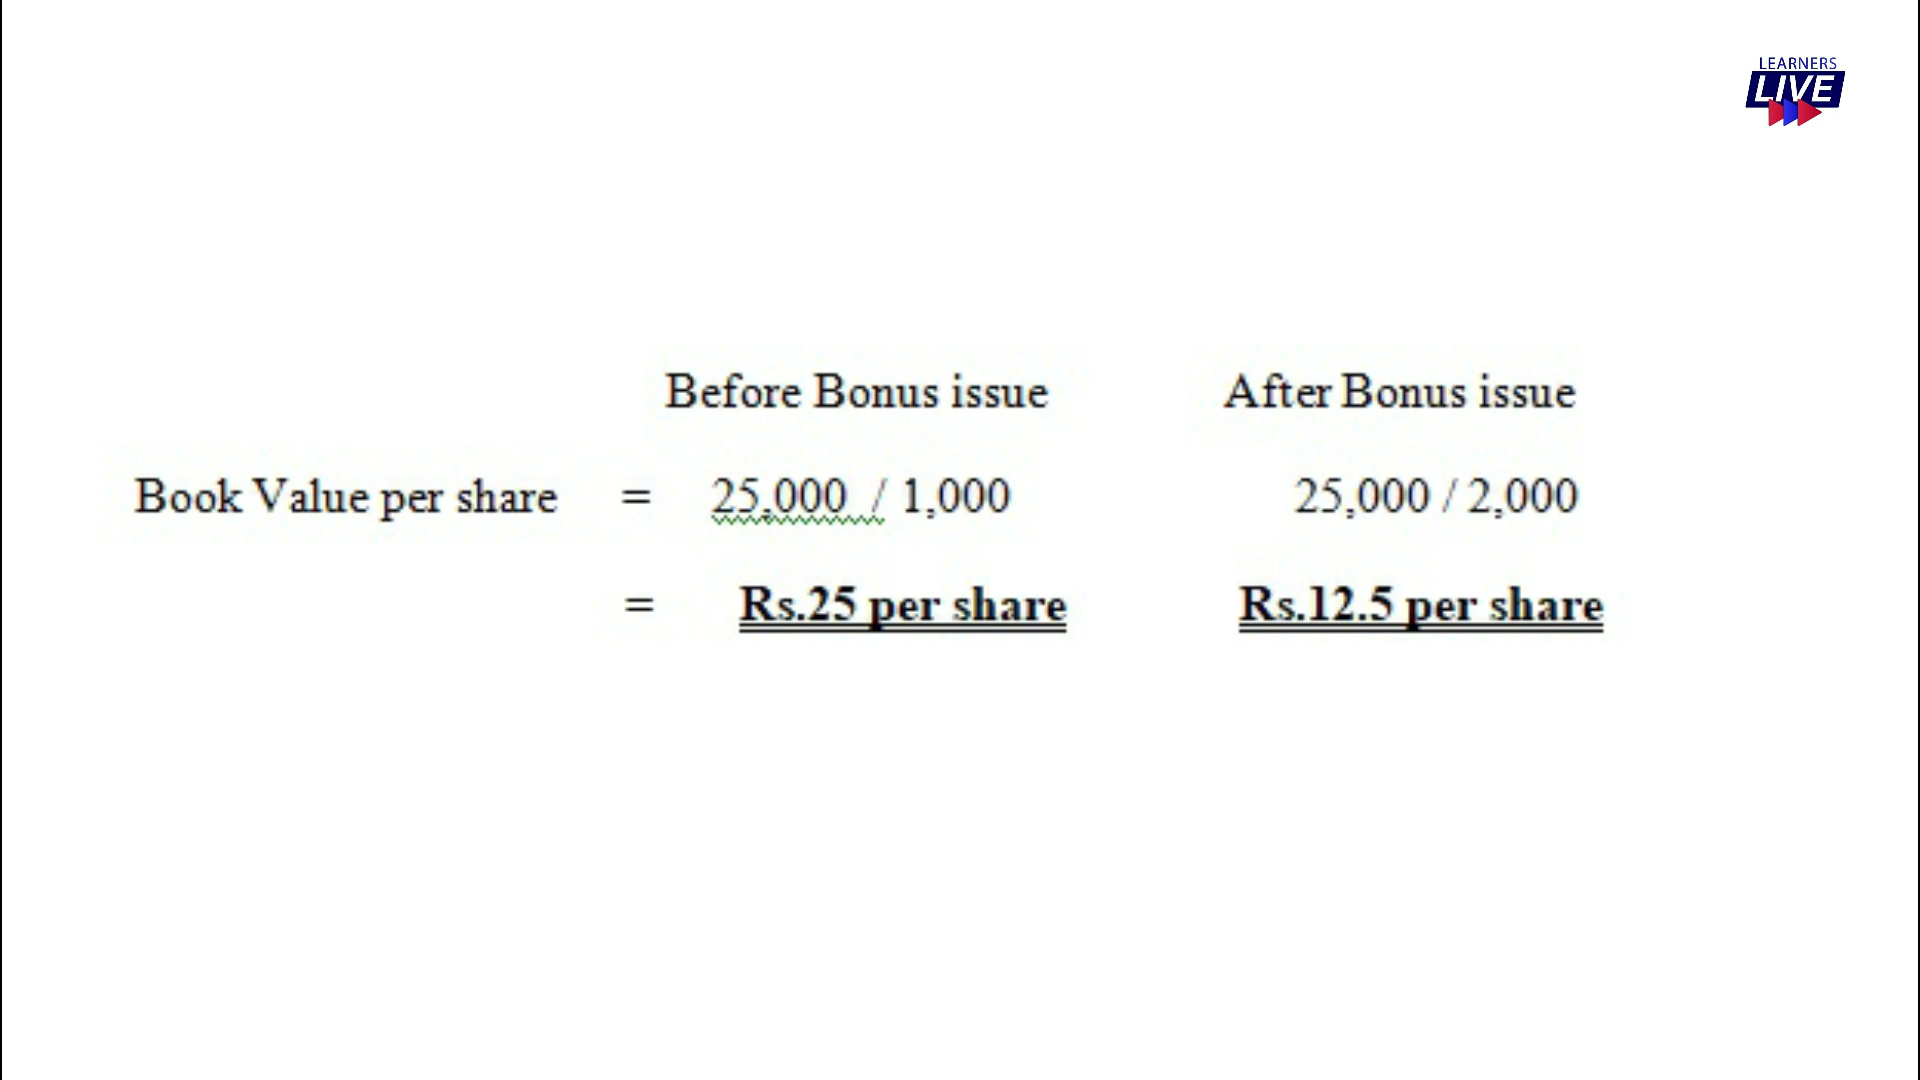 LEARNERS
LIVE
Before Bonus issue After Bonus issue
Book Value per share = 25,000 / 1,000 25,000 / 2,000
= Rs.25 per share Rs.12.5 per share